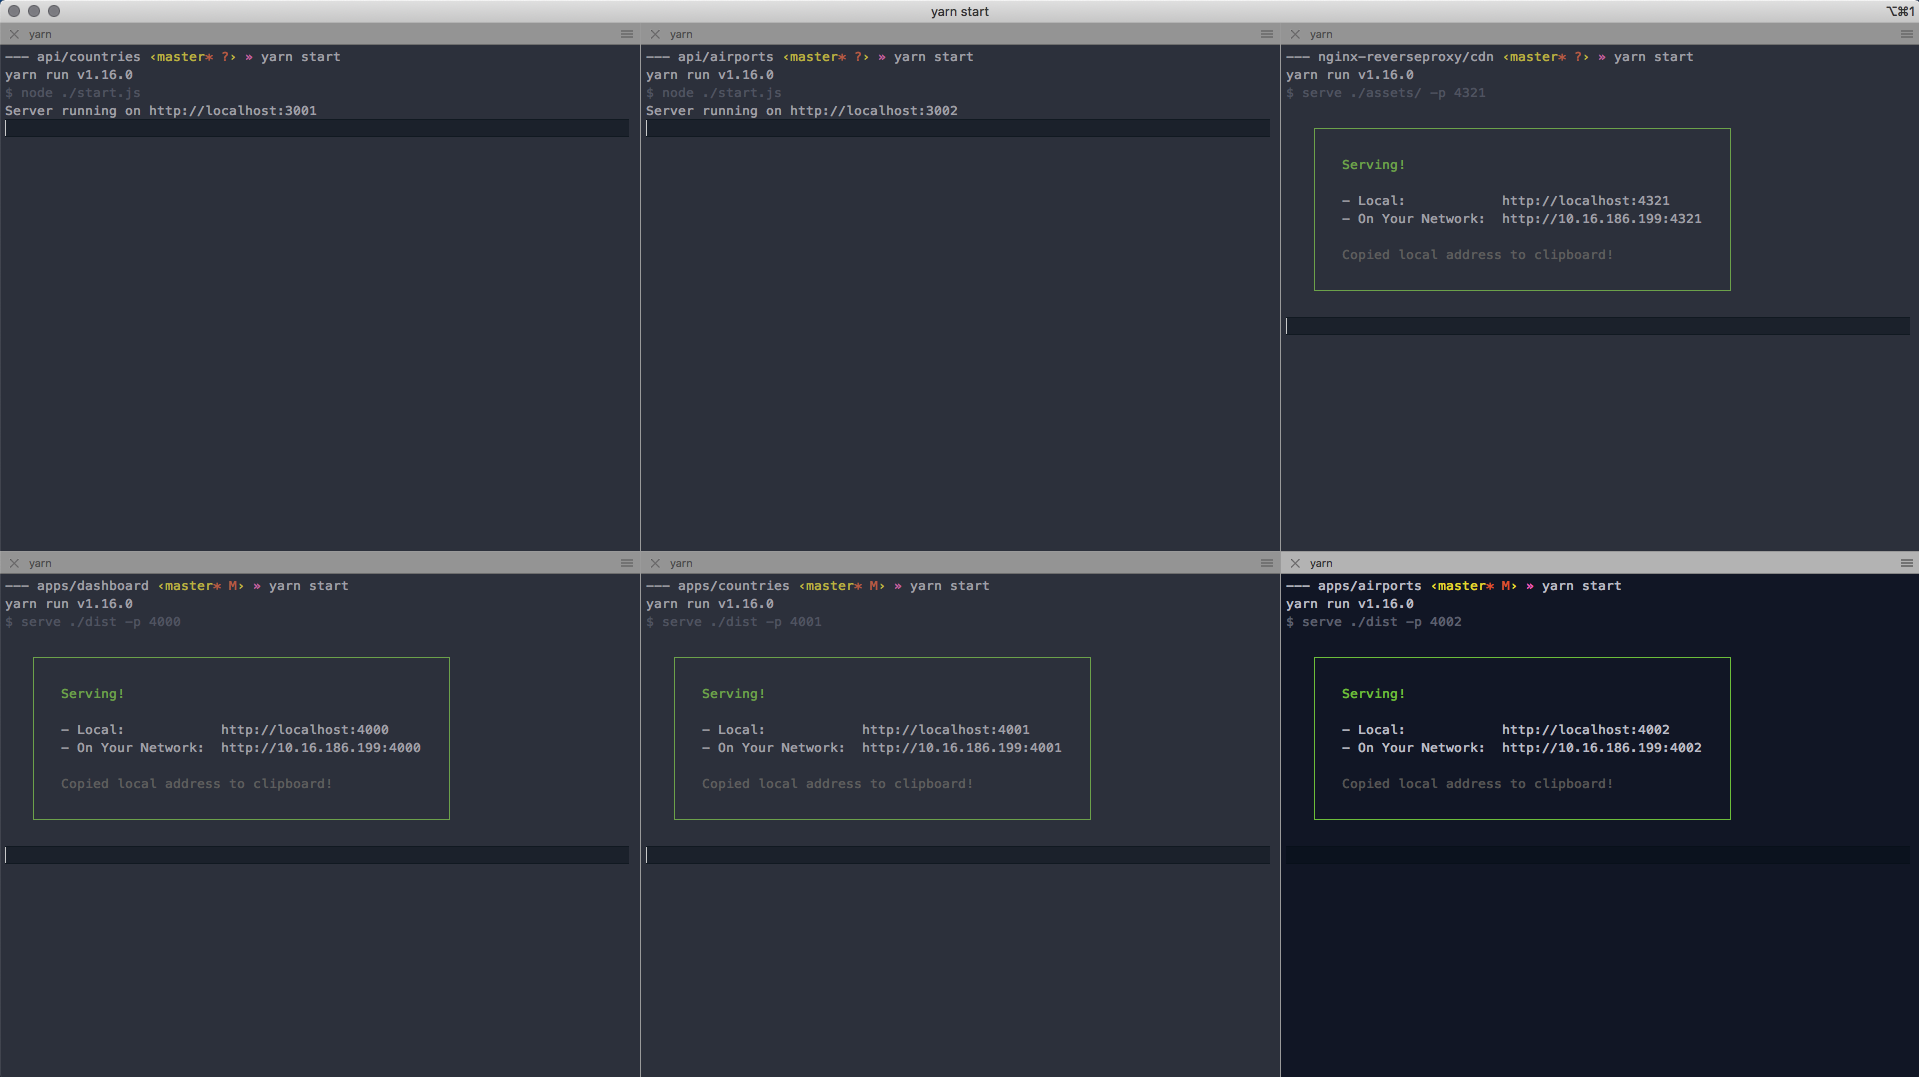 yarn start
⌥⌘1
yarn
--- api/countries ‹master* ?› » yarn start
yarn run v1.16.0
$ node ./start.js
Server running on http://localhost:3001
yarn
--- api/airports ‹master* ?› » yarn start
yarn run v1.16.0
$ node ./start.js
Server running on http://localhost:3002
yarn
--- nginx-reverseproxy/cdn ‹master* ?› » yarn start
yarn run v1.16.0
$ serve ./assets/ -p 4321
Serving!
- Local: http://localhost:4321
- On Your Network: http://10.16.186.199:4321
Copied local address to clipboard!
yarn
--- apps/dashboard ‹master* M› » yarn start
yarn run v1.16.0
$ serve ./dist -p 4000
Serving!
- Local: http://localhost:4000
- On Your Network: http://10.16.186.199:4000
Copied local address to clipboard!
yarn
--- apps/countries ‹master* M› » yarn start
yarn run v1.16.0
$ serve ./dist -p 4001
Serving!
- Local: http://localhost:4001
- On Your Network: http://10.16.186.199:4001
Copied local address to clipboard!
yarn
--- apps/airports ‹master* M› » yarn start
yarn run v1.16.0
$ serve ./dist -p 4002
Serving!
- Local: http://localhost:4002
- On Your Network: http://10.16.186.199:4002
Copied local address to clipboard!